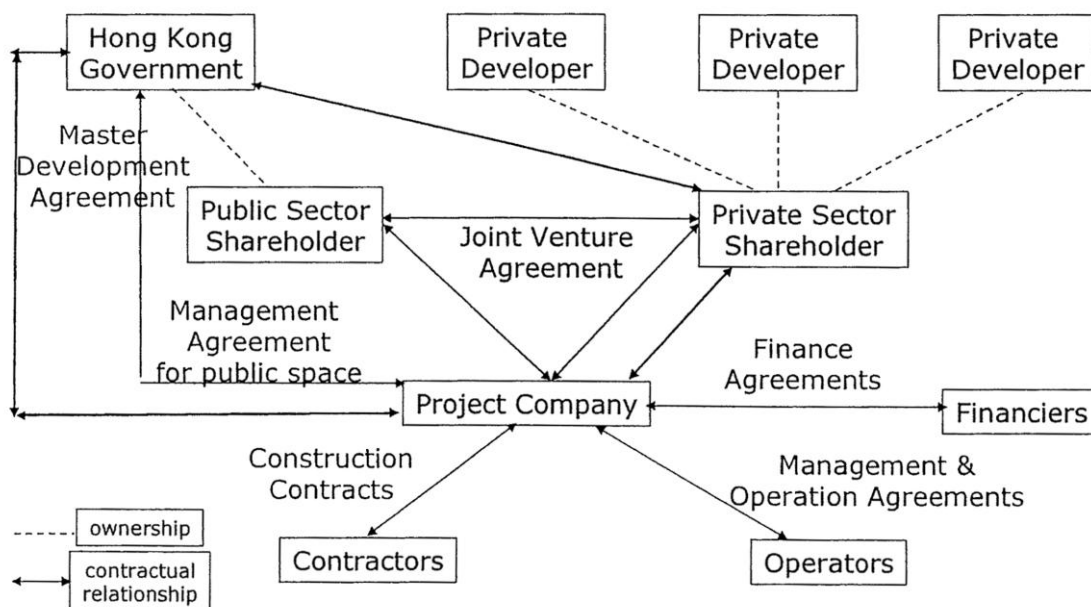 Hong Kong
Government
Private
Developer
Private
Developer
Private
Developer
Master
Development
Agreement
Public Sector
Shareholder
Joint Venture
Agreement
Private Sector
Shareholder
Management
Agreement
for public space
Finance
Agreements
Project Company
Financiers
Construction
Contracts
Management &
Operation Agreements
Contractors
Operators
ownership
contractual
relationship